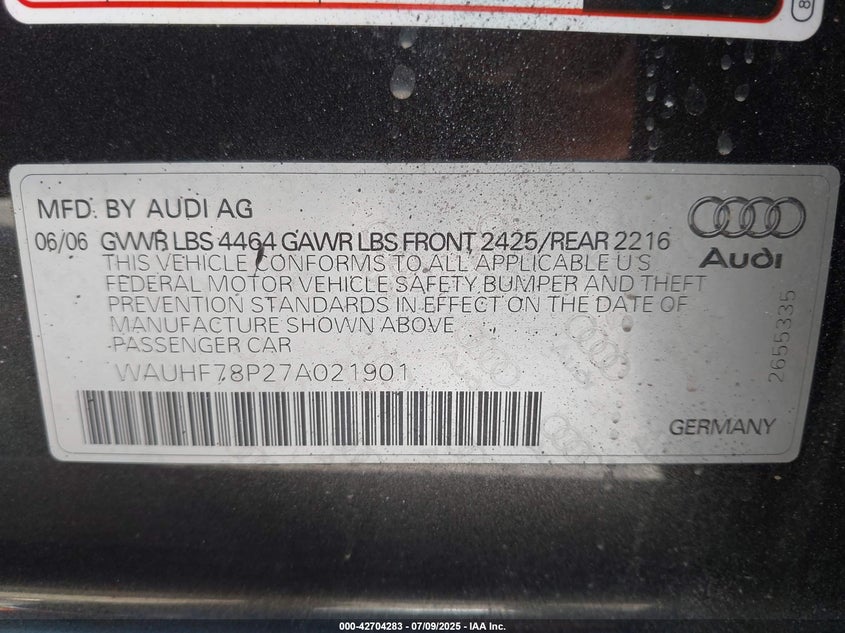 8
MFD. BY AUDI AG
06/06 GVWR LBS 4464 GAWR LBS FRONT 2425/REAR 2216
THIS VEHICLE CONFORMS TO ALL APPLICABLE U S
FEDERAL MOTOR VEHICLE SAFETY BUMPER AND THEFT
PREVENTION STANDARDS IN EFFECT ON THE DATE OF
MANUFACTURE SHOWN ABOVE
-PASSENGER CAR
WAUHF78P27A021901
Audi
2655335
GERMANY
000-42704283 - 07/09/2025 - IAA Inc.